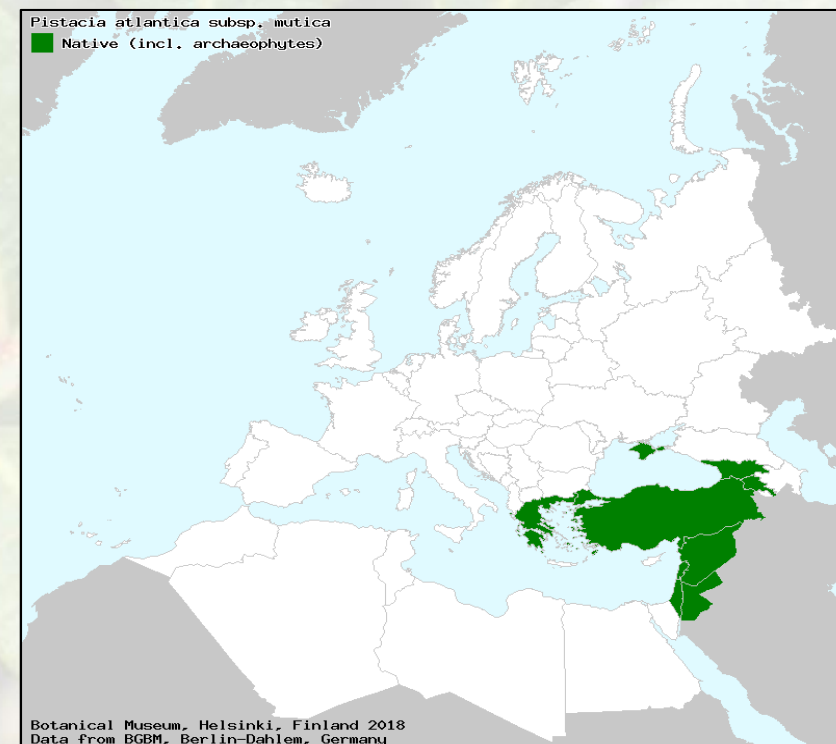 Pistacia atlantica subsp. mutica
Native (incl. archaeophytes)
Botanical Museum, Helsinki, Finland 2018
Data from BGBM, Berlin-Dahlem, Germany